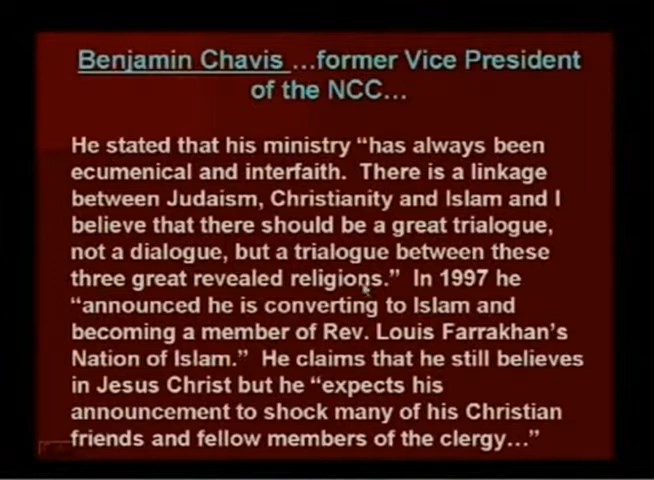 Benjamin Chavis ...former Vice President
of the NCC...
He stated that his ministry “has always been
ecumenical and interfaith. There is a linkage
between Judaism, Christianity and Islam and I
believe that there should be a great trialogue,
not a dialogue, but a trialogue between these
three great revealed religions.” In 1997 he
“announced he is converting to Islam and
becoming a member of Rev. Louis Farrakhan’s
Nation of Islam.” He claims that he still believes
in Jesus Christ but he “expects his
announcement to shock many of his Christian
friends and fellow members of the clergy...”